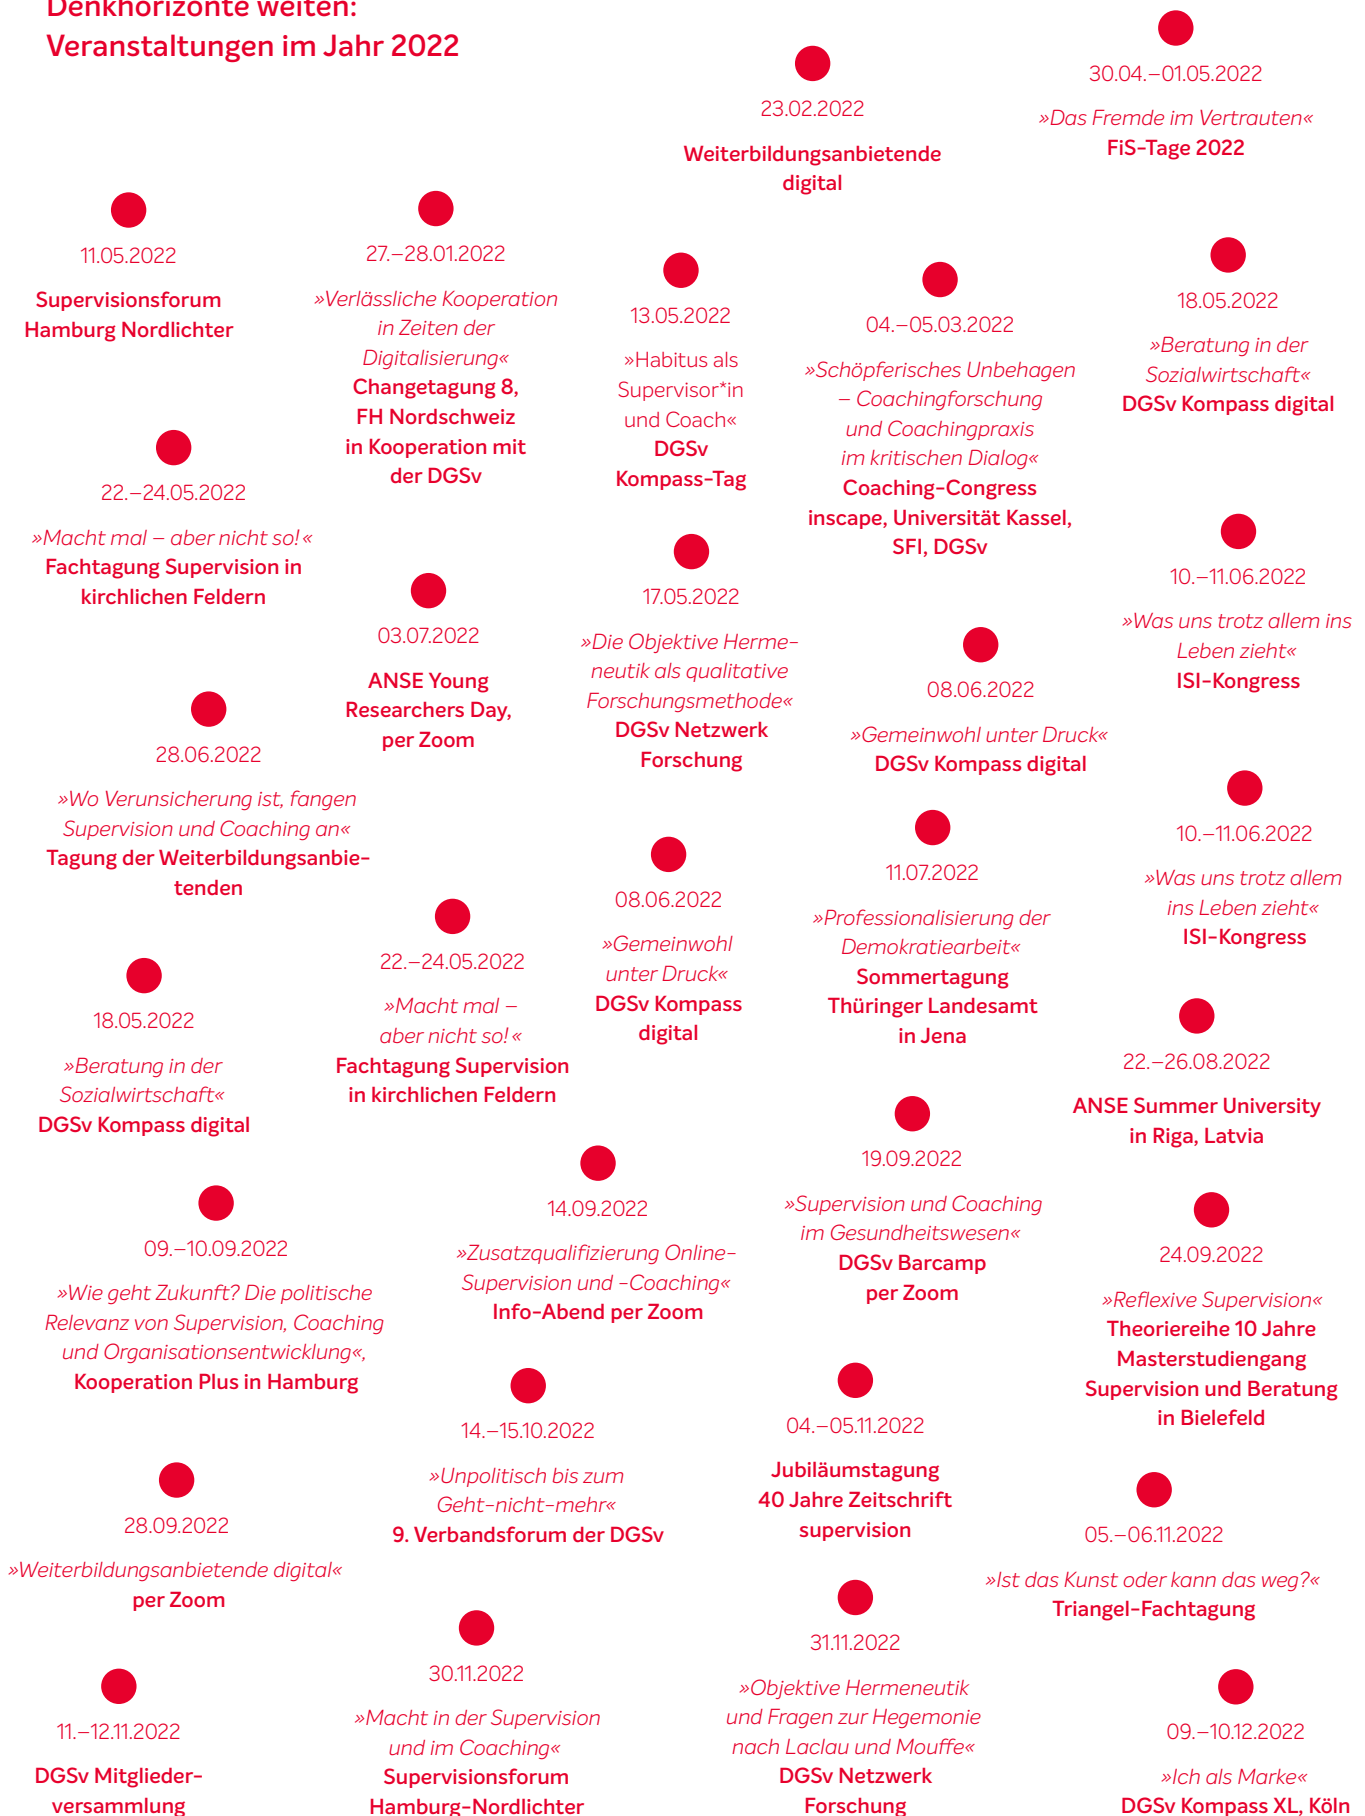 Denkhorizonte weiten:
Veranstaltungen im Jahr 2022
30.04.–01.05.2022
»Das Fremde im Vertrauten«
FiS-Tage 2022
23.02.2022
Weiterbildungsanbietende
digital
11.05.2022
Supervisionsforum
Hamburg Nordlichter
27.–28.01.2022
»Verlässliche Kooperation
in Zeiten der
Digitalisierung«
Changetagung 8,
FH Nordschweiz
in Kooperation mit
der DGSv
13.05.2022
»Habitus als
Supervisor*in
und Coach«
DGSv
Kompass-Tag
04.–05.03.2022
»Schöpferisches Unbehagen
– Coachingforschung
und Coachingpraxis
im kritischen Dialog«
Coaching-Congress
inscape, Universität Kassel,
SFI, DGSv
18.05.2022
»Beratung in der
Sozialwirtschaft«
DGSv Kompass digital
22.–24.05.2022
»Macht mal – aber nicht so!«
Fachtagung Supervision in
kirchlichen Feldern
03.07.2022
ANSE Young
Researchers Day,
per Zoom
17.05.2022
»Die Objektive Herme-
neutik als qualitative
Forschungsmethode«
DGSv Netzwerk
Forschung
08.06.2022
»Gemeinwohl unter Druck«
DGSv Kompass digital
10.–11.06.2022
»Was uns trotz allem ins
Leben zieht«
ISI-Kongress
28.06.2022
»Wo Verunsicherung ist, fangen
Supervision und Coaching an«
Tagung der Weiterbildungsanbie-
tenden
22.–24.05.2022
»Macht mal –
aber nicht so!«
Fachtagung Supervision
in kirchlichen Feldern
08.06.2022
»Gemeinwohl
unter Druck«
DGSv Kompass
digital
11.07.2022
»Professionalisierung der
Demokratiearbeit«
Sommertagung
Thüringer Landesamt
in Jena
10.–11.06.2022
»Was uns trotz allem
ins Leben zieht«
ISI-Kongress
18.05.2022
»Beratung in der
Sozialwirtschaft«
DGSv Kompass digital
22.–26.08.2022
ANSE Summer University
in Riga, Latvia
09.–10.09.2022
»Wie geht Zukunft? Die politische
Relevanz von Supervision, Coaching
und Organisationsentwicklung«,
Kooperation Plus in Hamburg
14.09.2022
»Zusatzqualifizierung Online-
Supervision und -Coaching«
Info-Abend per Zoom
19.09.2022
»Supervision und Coaching
im Gesundheitswesen«
DGSv Barcamp
per Zoom
24.09.2022
»Reflexive Supervision«
Theoriereihe 10 Jahre
Masterstudiengang
Supervision und Beratung
in Bielefeld
14.–15.10.2022
»Unpolitisch bis zum
Geht-nicht-mehr«
9. Verbandsforum der DGSv
04.–05.11.2022
Jubiläumstagung
40 Jahre Zeitschrift
supervision
28.09.2022
»Weiterbildungsanbietende digital«
per Zoom
05.–06.11.2022
»Ist das Kunst oder kann das weg?«
Triangel-Fachtagung
11.–12.11.2022
DGSv Mitglieder-
versammlung
30.11.2022
»Macht in der Supervision
und im Coaching«
Supervisionsforum
Hamburg-Nordlichter
31.11.2022
»Objektive Hermeneutik
und Fragen zur Hegemonie
nach Laclau und Mouffe«
DGSv Netzwerk
Forschung
09.–10.12.2022
»Ich als Marke«
DGSv Kompass XL, Köln